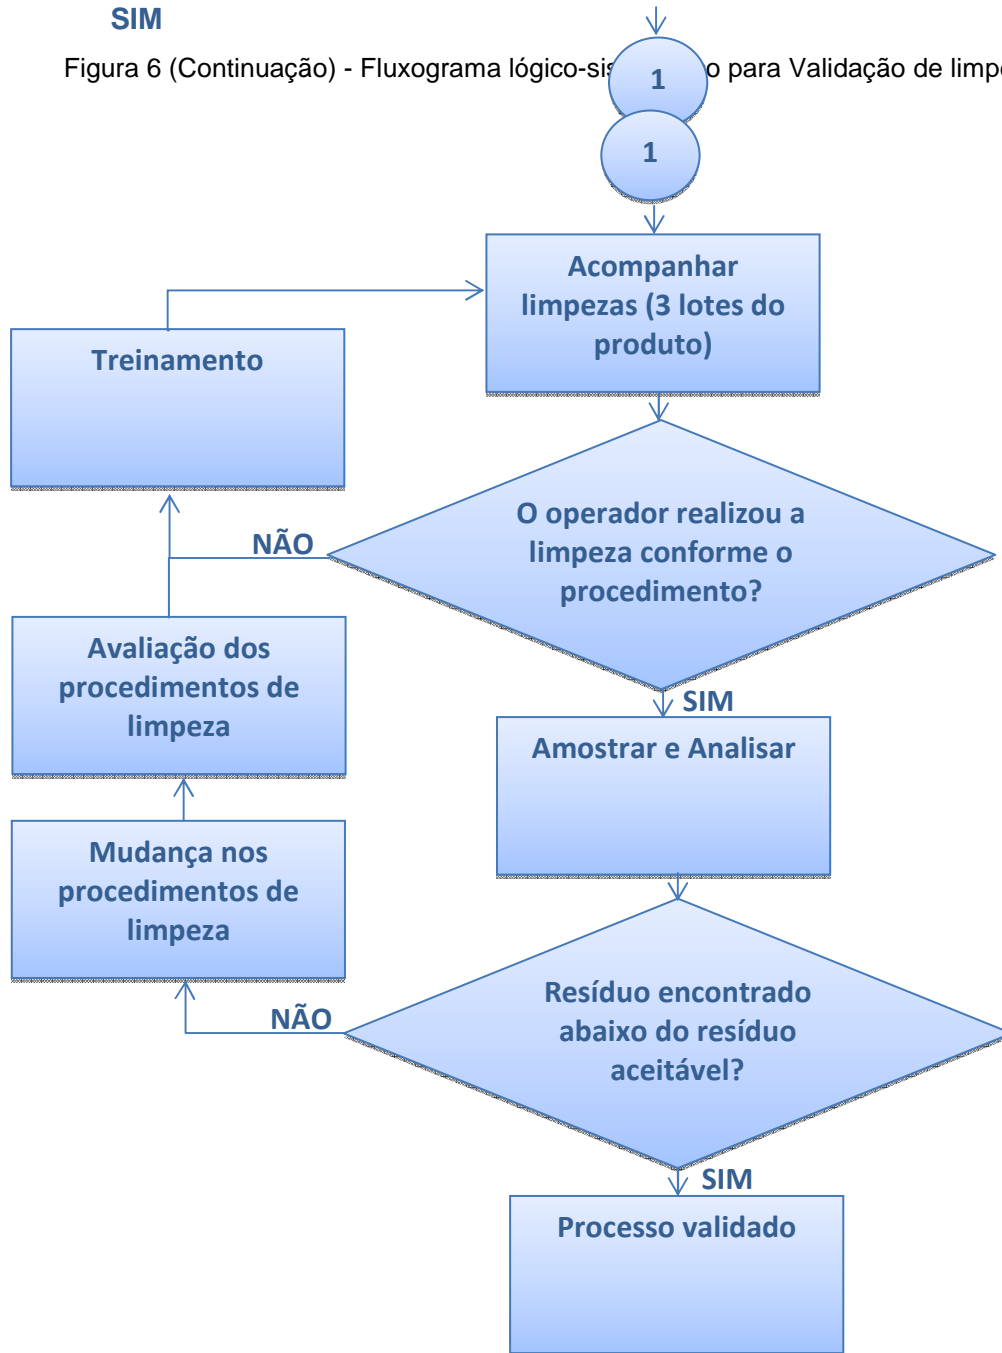 SIM
Figura 6 (Continuação) - Fluxograma lógico-sis o para Validação de limp
1
1
Acompanhar
limpezas (3 lotes do
produto)
Treinamento
O operador realizou a
limpeza conforme o
procedimento?
NÃO
Avaliação dos
procedimentos de
limpeza
SIM
Amostrar e Analisar
Mudança nos
procedimentos de
limpeza
Resíduo encontrado
abaixo do resíduo
aceitável?
NÃO
SIM
Processo validado